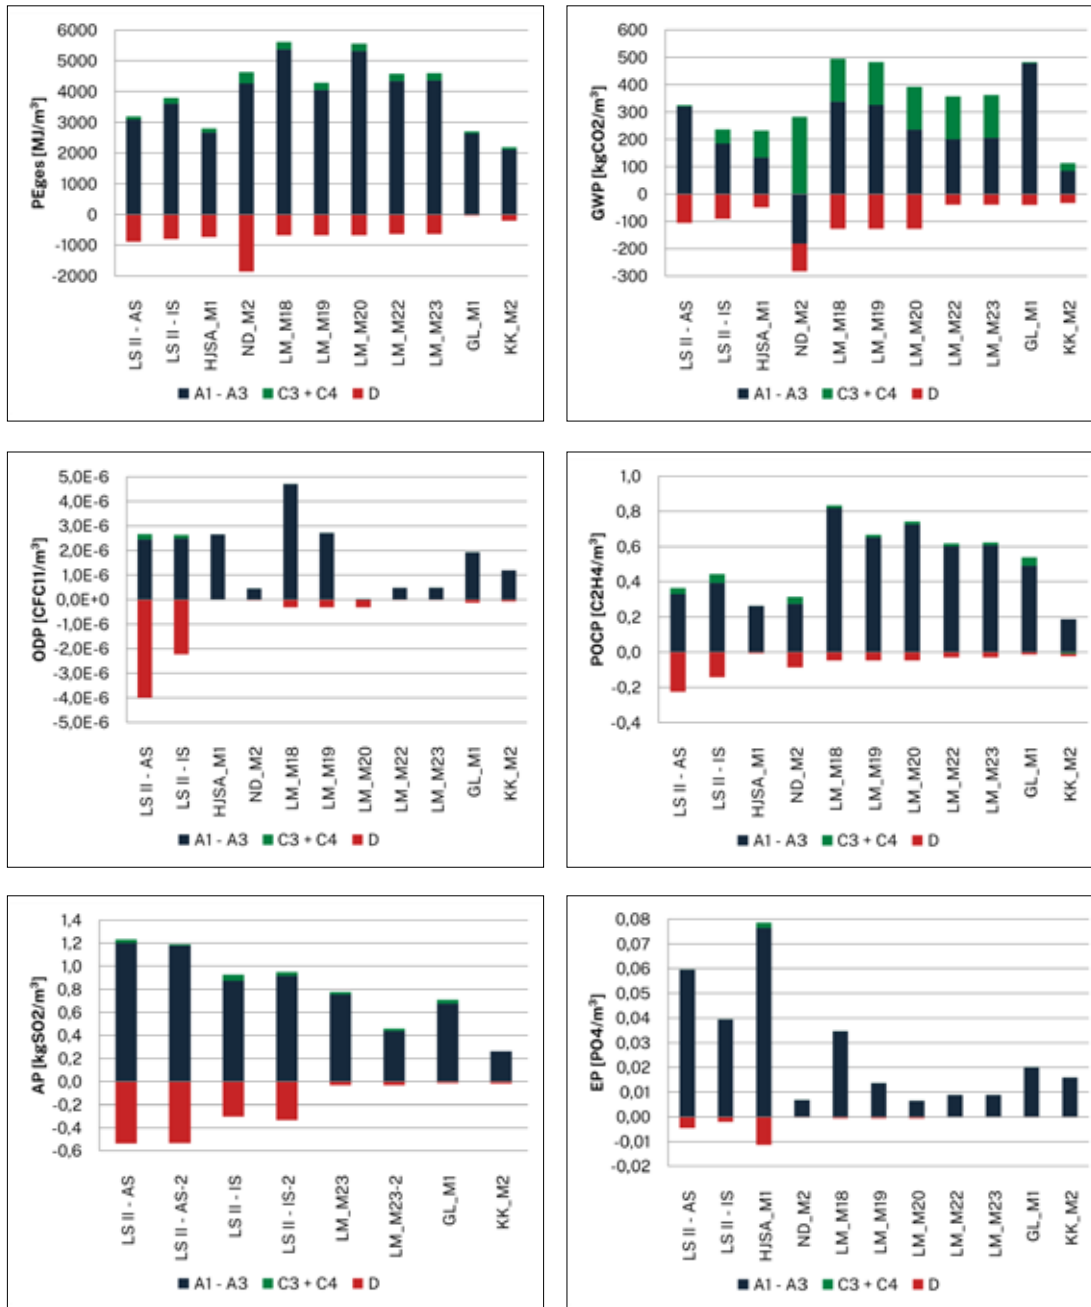 PEges [MJ/m³]
6000
5000
4000
3000
2000
1000
0
-1000
-2000
LS II - AS
LS II - IS
HJSA_M1
ND_M2
LM_M18
LM_M19
LM_M20
LM_M22
LM_M23
GL_M1
KK_M2
A1 - A3 C3 + C4 D
GWP [kgCO2/m³]
600
500
400
300
200
100
0
-100
-200
-300
LS II - AS
LS II - IS
HJSA_M1
ND_M2
LM_M18
LM_M19
LM_M20
LM_M22
LM_M23
GL_M1
KK_M2
A1 - A3 C3 + C4 D
ODP [CFC11/m³]
5,0E-6
4,0E-6
3,0E-6
2,0E-6
1,0E-6
0,0E+0
-1,0E-6
-2,0E-6
-3,0E-6
-4,0E-6
-5,0E-6
LS II - AS
LS II - IS
HJSA_M1
ND_M2
LM_M18
LM_M19
LM_M20
LM_M22
LM_M23
GL_M1
KK_M2
A1 - A3 C3 + C4 D
POCP [C2H4/m³]
1,0
0,8
0,6
0,4
0,2
0,0
-0,2
-0,4
LS II - AS
LS II - IS
HJSA_M1
ND_M2
LM_M18
LM_M19
LM_M20
LM_M22
LM_M23
GL_M1
KK_M2
A1 - A3 C3 + C4 D
AP [kgSO2/m³]
1,4
1,2
1,0
0,8
0,6
0,4
0,2
0,0
-0,2
-0,4
-0,6
LS II - AS
LS II - AS-2
LS II - IS
LS II - IS-2
LM_M23
LM_M23-2
GL_M1
KK_M2
A1 - A3 C3 + C4 D
EP [PO4/m³]
0,08
0,07
0,06
0,05
0,04
0,03
0,02
0,01
0,00
-0,01
-0,02
LS II - AS
LS II - IS
HJSA_M1
ND_M2
LM_M18
LM_M19
LM_M20
LM_M22
LM_M23
GL_M1
KK_M2
A1 - A3 C3 + C4 D